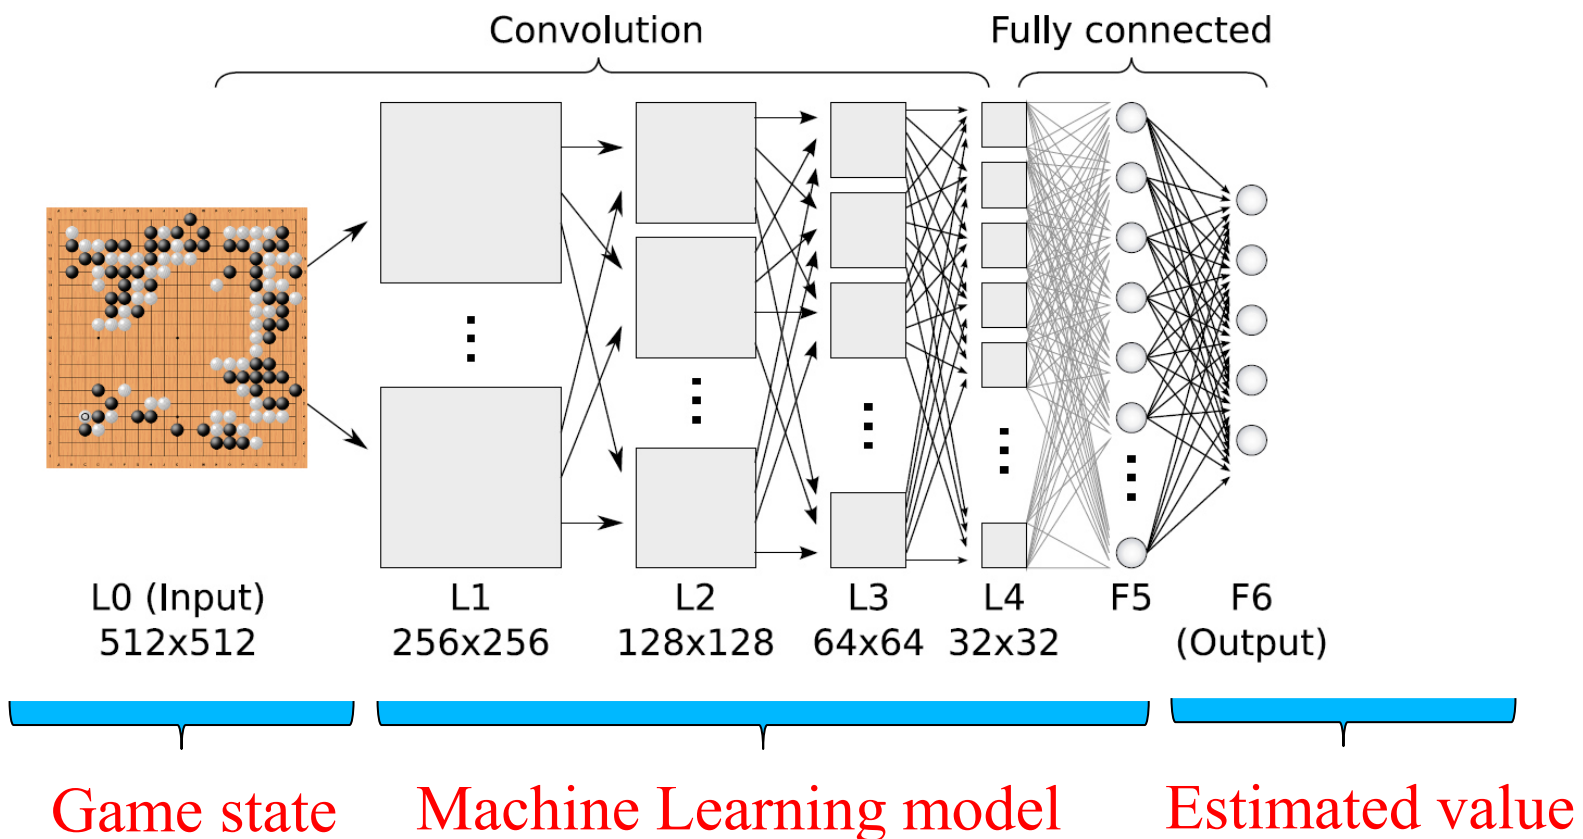 Convolution
Fully connected
L0 (Input)
512x512
L1
256x256
L2
128x128
L3
64x64
L4
32x32
F5
F6
(Output)
Game state
Machine Learning model
Estimated value